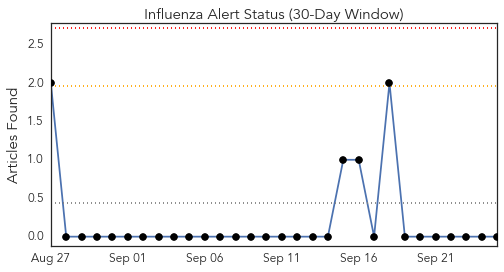 Influenza Alert Status (30-Day Window)
Articles Found
2.5
2.0
1.5
1.0
0.5
0.0
Aug 27
Sep 01
Sep 06
Sep 11
Sep 16
Sep 21